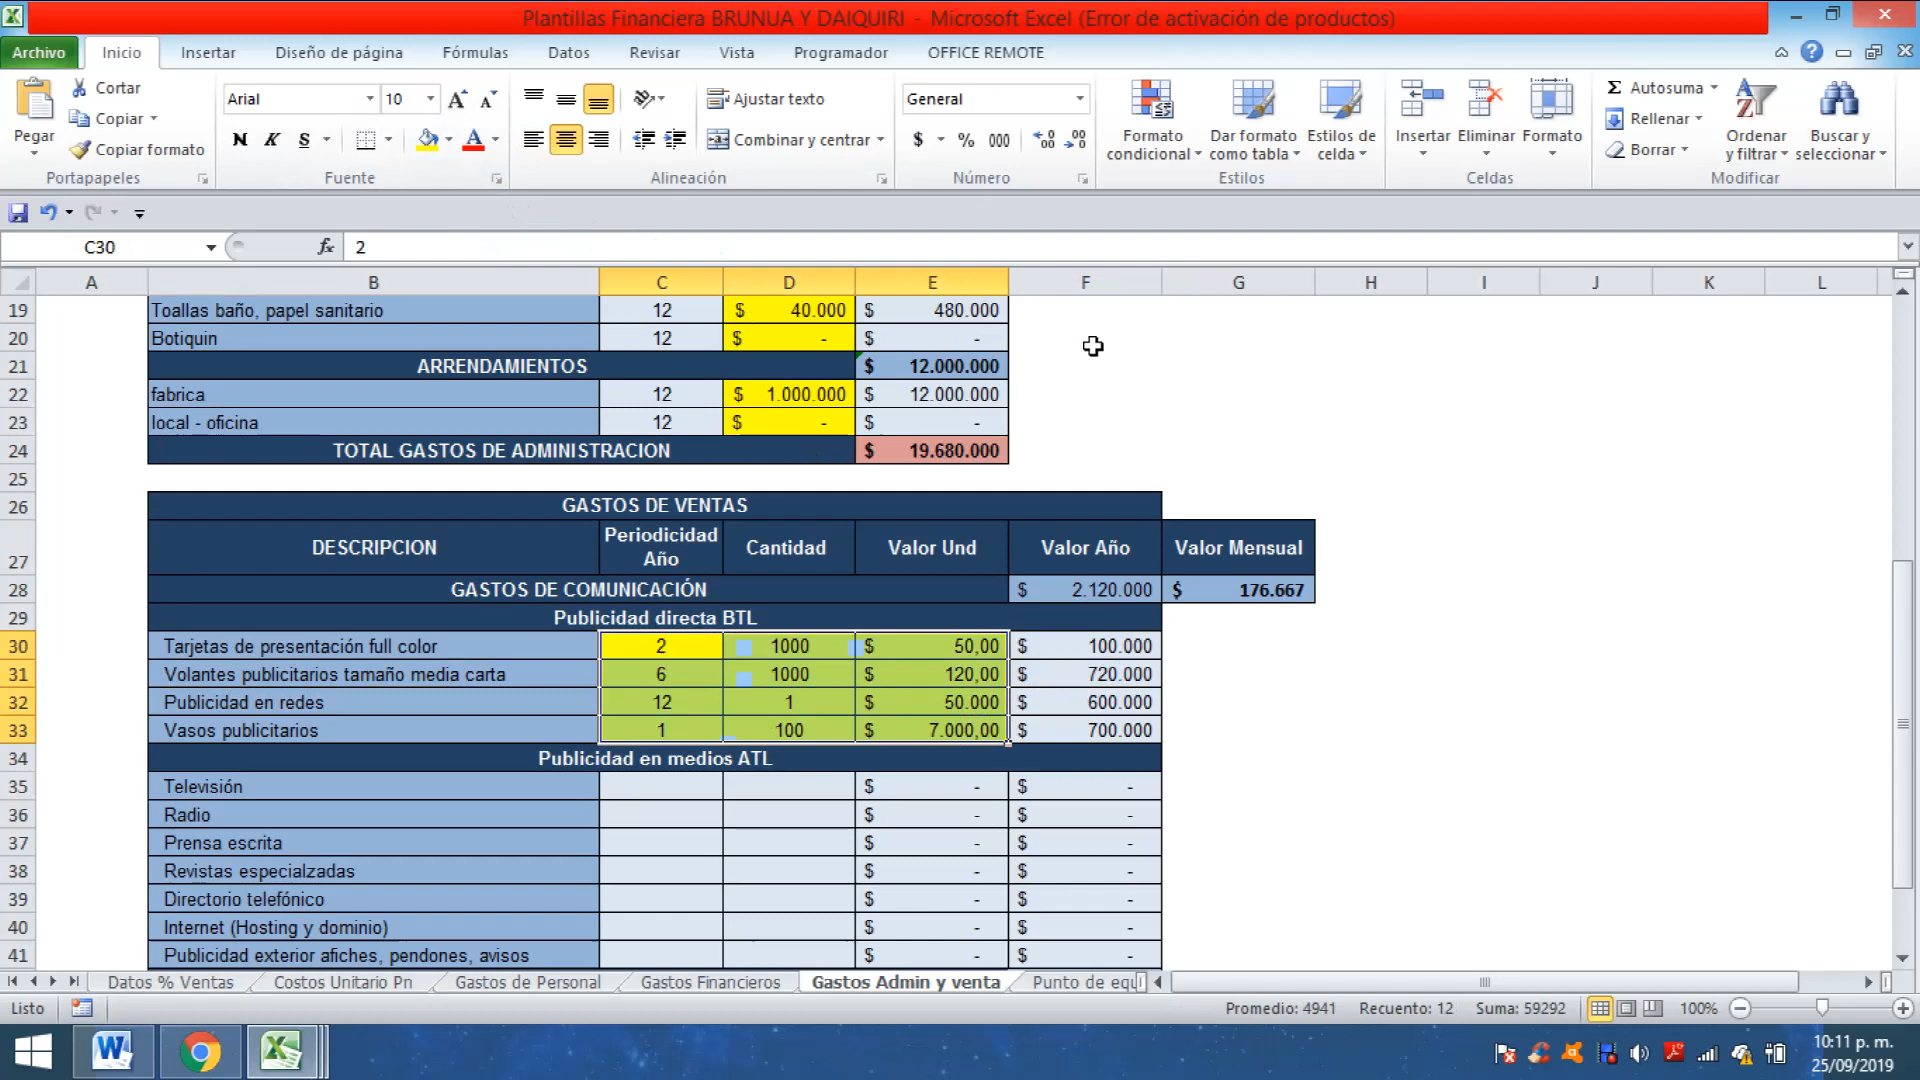 Plantillas Financiera BRUNUA Y DAIQUIRI - Microsoft Excel (Error de activación de productos)
Archivo Inicio Insertar Diseño de página Fórmulas Datos Revisar Vista Programador OFFICE REMOTE
Pegar
Cortar
Copiar
Copiar formato
Portapapeles
Arial 10
N K S
Fuente
Ajustar texto
Combinar y centrar
Alineación
General
$ % 000
Número
Formato condicional
Dar formato como tabla
Estilos de celda
Estilos
Insertar Eliminar Formato
Celdas
Autosuma
Rellenar
Borrar
Ordenar y filtrar
Buscar y seleccionar
Modificar
C30 fx 2
A B C D E F G H I J K L
19 Toallas baño, papel sanitario 12 $ 40.000 $ 480.000
20 Botiquin 12 $ - $ -
21 ARRENDAMIENTOS $ 12.000.000
22 fabrica 12 $ 1.000.000 $ 12.000.000
23 local - oficina 12 $ - $ -
24 TOTAL GASTOS DE ADMINISTRACION $ 19.680.000
25
26 GASTOS DE VENTAS
27 DESCRIPCION Periodicidad Año Cantidad Valor Und Valor Año Valor Mensual
28 GASTOS DE COMUNICACIÓN $ 2.120.000 $ 176.667
29 Publicidad directa BTL
30 Tarjetas de presentación full color 2 1000 $ 50,00 $ 100.000
31 Volantes publicitarios tamaño media carta 6 1000 $ 120,00 $ 720.000
32 Publicidad en redes 12 1 $ 50.000 $ 600.000
33 Vasos publicitarios 1 100 $ 7.000,00 $ 700.000
34 Publicidad en medios ATL
35 Televisión $ - $ -
36 Radio $ - $ -
37 Prensa escrita $ - $ -
38 Revistas especialzadas $ - $ -
39 Directorio telefónico $ - $ -
40 Internet (Hosting y dominio) $ - $ -
41 Publicidad exterior afiches, pendones, avisos $ - $ -
Datos % Ventas Costos Unitario Pn Gastos de Personal Gastos Financieros Gastos Admin y venta Punto de equ
Listo Promedio: 4941 Recuento: 12 Suma: 59292 100%
10:11 p. m.
25/09/2019